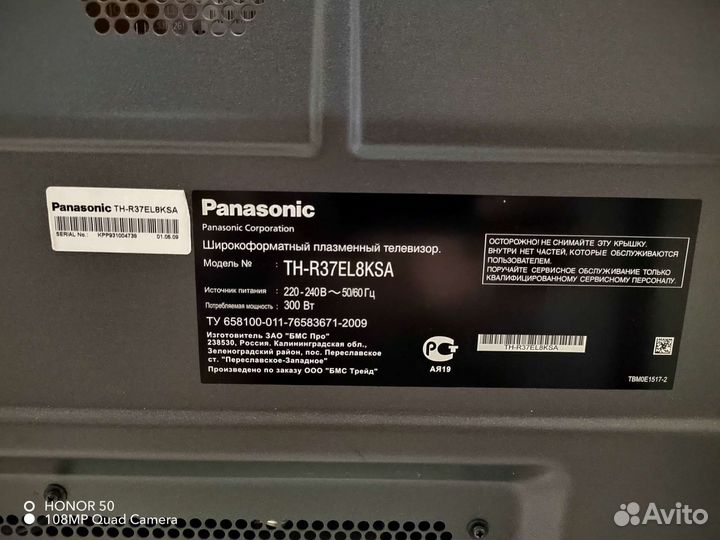 Panasonic TH-R37EL8KSA
SERIAL No.: KPP931004736 01.06.09
Panasonic
Panasonic Corporation
Широкоформатный плазменный телевизор.
Модель № : TH-R37EL8KSA
Источник питания : 220-240В ~ 50/60 Гц
Потребляемая мощность : 300 Вт
ТУ 658100-011-76583671-2009
Изготовитель ЗАО "БМС Про"
238530, Россия. Калининградская обл.,
Зеленоградский район, пос. Переславское
(ст. "Переславское-Западное"
Произведено по заказу ООО "БМС Трейд"
ОСТОРОЖНО! НЕ СНИМАЙТЕ ЭТУ КРЫШКУ.
ВНУТРИ НЕТ ЧАСТЕЙ, КОТОРЫЕ ОБСЛУЖИВАЮТСЯ
ПОЛЬЗОВАТЕЛЕМ.
ПОРУЧАЙТЕ СЕРВИСНОЕ ОБСЛУЖИВАНИЕ ТОЛЬКО
КВАЛИФИЦИРОВАННОМУ СЕРВИСНОМУ ПЕРСОНАЛУ.
TH-R37EL8KSA
АЯ19
TBM0E1517-2
HONOR 50
108MP Quad Camera
Avito